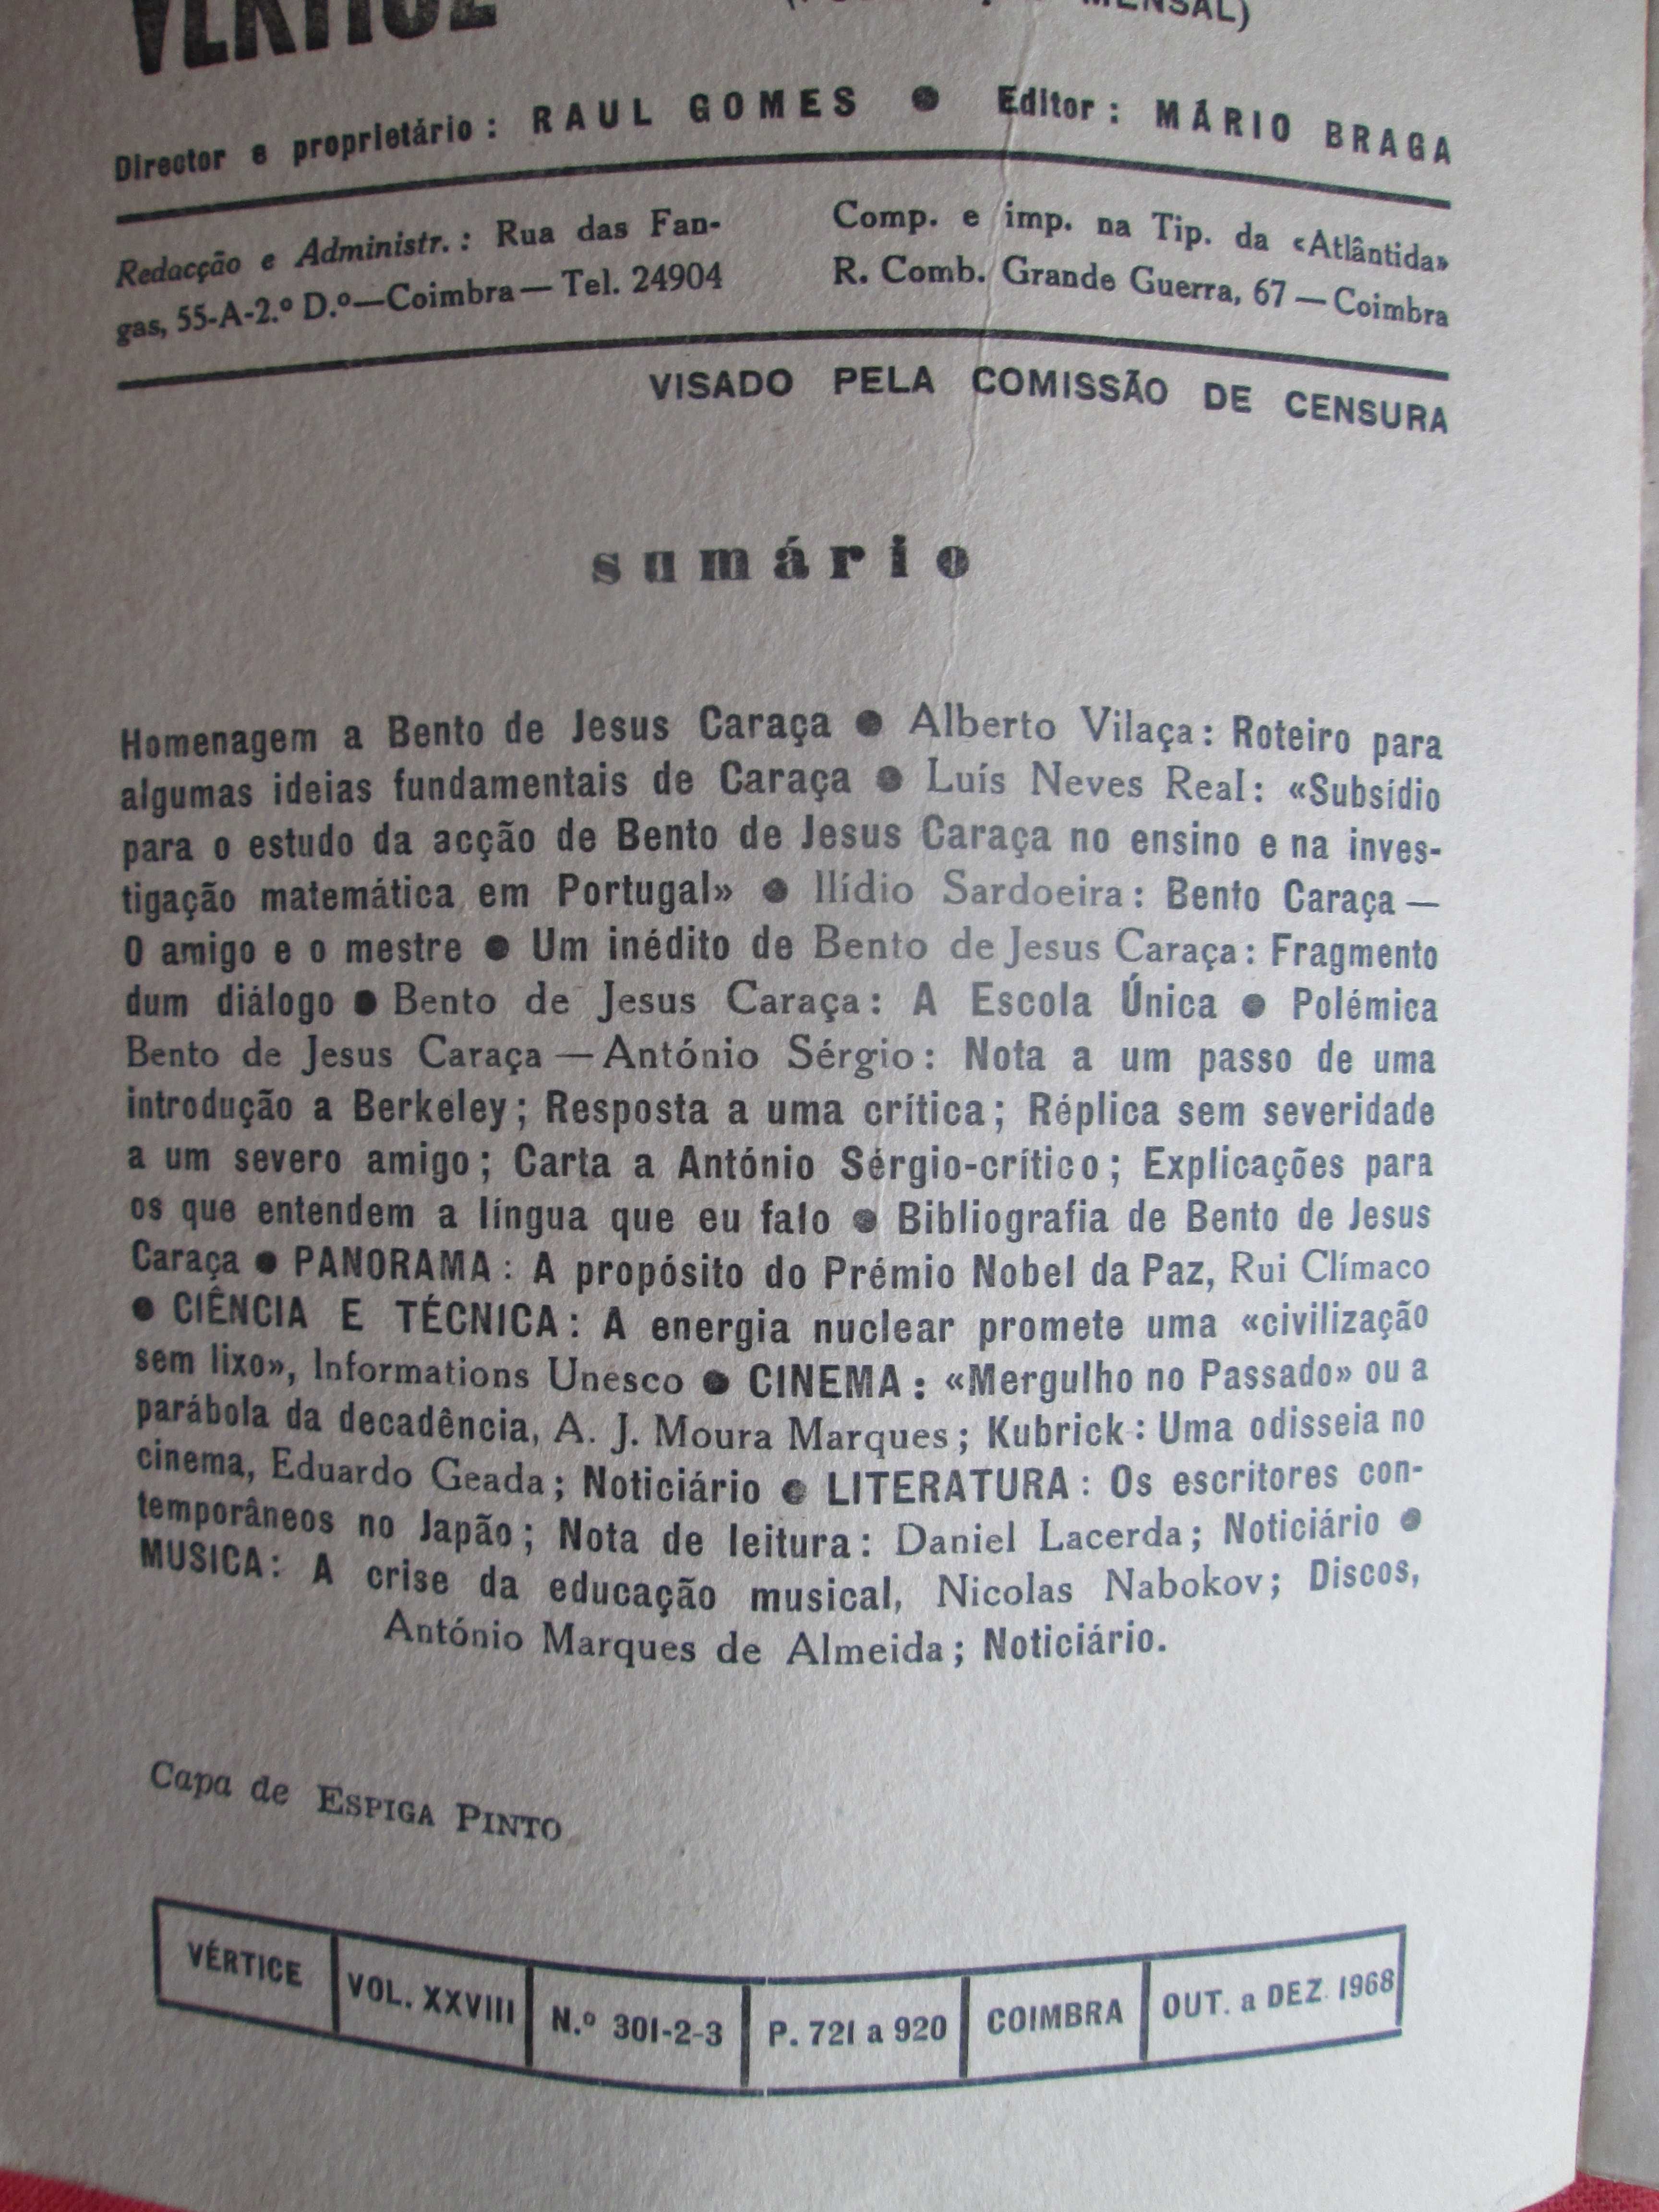 VÉRTICE
MENSAL)
Director e proprietário: RAUL GOMES ● Editor: MÁRIO BRAGA
Redacção e Administr.: Rua das Fan-
gas, 55-A-2.º D.º—Coimbra—Tel. 24904
Comp. e imp. na Tip. da «Atlântida»
R. Comb. Grande Guerra, 67—Coimbra
VISADO PELA COMISSÃO DE CENSURA
sumário
Homenagem a Bento de Jesus Caraça ● Alberto Vilaça: Roteiro para
algumas ideias fundamentais de Caraça ● Luís Neves Real: «Subsídio
para o estudo da acção de Bento de Jesus Caraça no ensino e na inves-
tigação matemática em Portugal» ● Ilídio Sardoeira: Bento Caraça —
O amigo e o mestre ● Um inédito de Bento de Jesus Caraça: Fragmento
dum diálogo ● Bento de Jesus Caraça: A Escola Única ● Polémica
Bento de Jesus Caraça — António Sérgio: Nota a um passo de uma
introdução a Berkeley; Resposta a uma crítica; Réplica sem severidade
a um severo amigo; Carta a António Sérgio-crítico; Explicações para
os que entendem a língua que eu falo ● Bibliografia de Bento de Jesus
Caraça ● PANORAMA: A propósito do Prémio Nobel da Paz, Rui Clímaco
● CIÊNCIA E TÉCNICA: A energia nuclear promete uma «civilização
sem lixo», Informations Unesco ● CINEMA: «Mergulho no Passado» ou a
parábola da decadência, A. J. Moura Marques; Kubrick: Uma odisseia no
cinema, Eduardo Geada; Noticiário ● LITERATURA: Os escritores con-
temporâneos no Japão; Nota de leitura: Daniel Lacerda; Noticiário ●
MUSICA: A crise da educação musical, Nicolas Nabokov; Discos,
António Marques de Almeida; Noticiário.
Capa de ESPIGA PINTO
VÉRTICE VOL. XXVIII N.º 301-2-3 P. 721 a 920 COIMBRA OUT. a DEZ. 1968